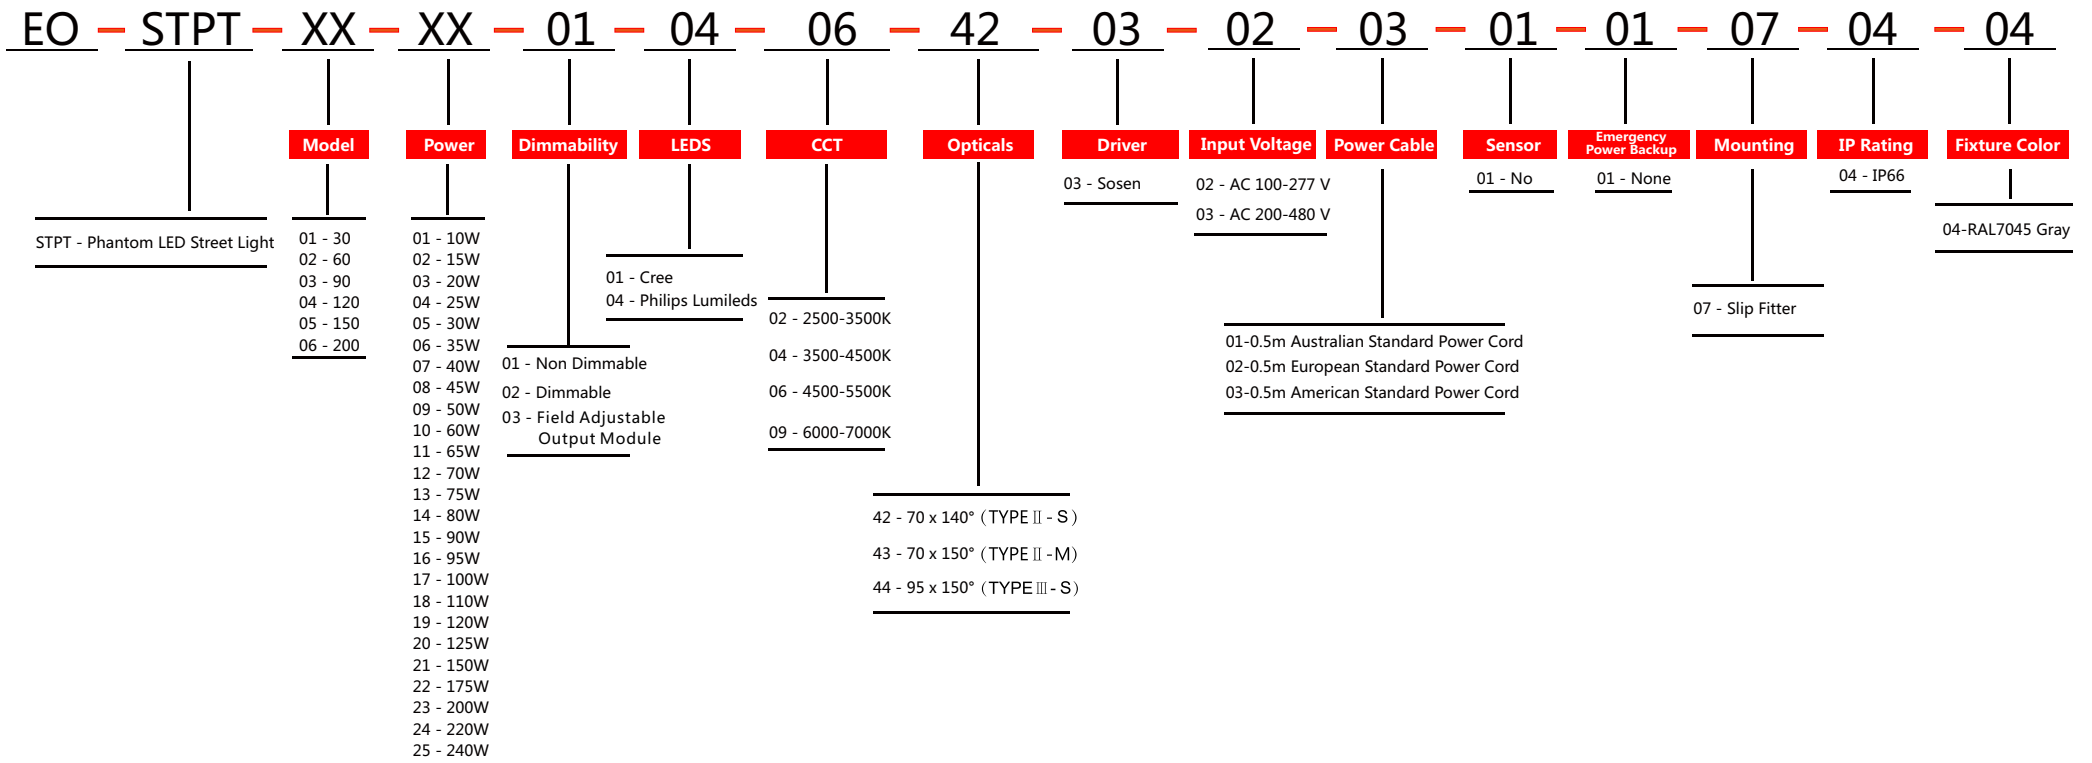 EO - STPT - XX - XX - 01 - 04 - 06 - 42 - 03 - 02 - 03 - 01 - 01 - 07 - 04 - 04
STPT - Phantom LED Street Light
Model
01 - 30
02 - 60
03 - 90
04 - 120
05 - 150
06 - 200
Power
01 - 10W
02 - 15W
03 - 20W
04 - 25W
05 - 30W
06 - 35W
07 - 40W
08 - 45W
09 - 50W
10 - 60W
11 - 65W
12 - 70W
13 - 75W
14 - 80W
15 - 90W
16 - 95W
17 - 100W
18 - 110W
19 - 120W
20 - 125W
21 - 150W
22 - 175W
23 - 200W
24 - 220W
25 - 240W
Dimmability
01 - Non Dimmable
02 - Dimmable
03 - Field Adjustable
Output Module
LEDS
01 - Cree
04 - Philips Lumileds
CCT
02 - 2500-3500K
04 - 3500-4500K
06 - 4500-5500K
09 - 6000-7000K
Opticals
42 - 70 x 140° (TYPE Ⅱ - S)
43 - 70 x 150° (TYPE Ⅱ - M)
44 - 95 x 150° (TYPE Ⅲ - S)
Driver
03 - Sosen
Input Voltage
02 - AC 100-277 V
03 - AC 200-480 V
Power Cable
01-0.5m Australian Standard Power Cord
02-0.5m European Standard Power Cord
03-0.5m American Standard Power Cord
Sensor
01 - No
Emergency
Power Backup
01 - None
Mounting
07 - Slip Fitter
IP Rating
04 - IP66
Fixture Color
04-RAL7045 Gray